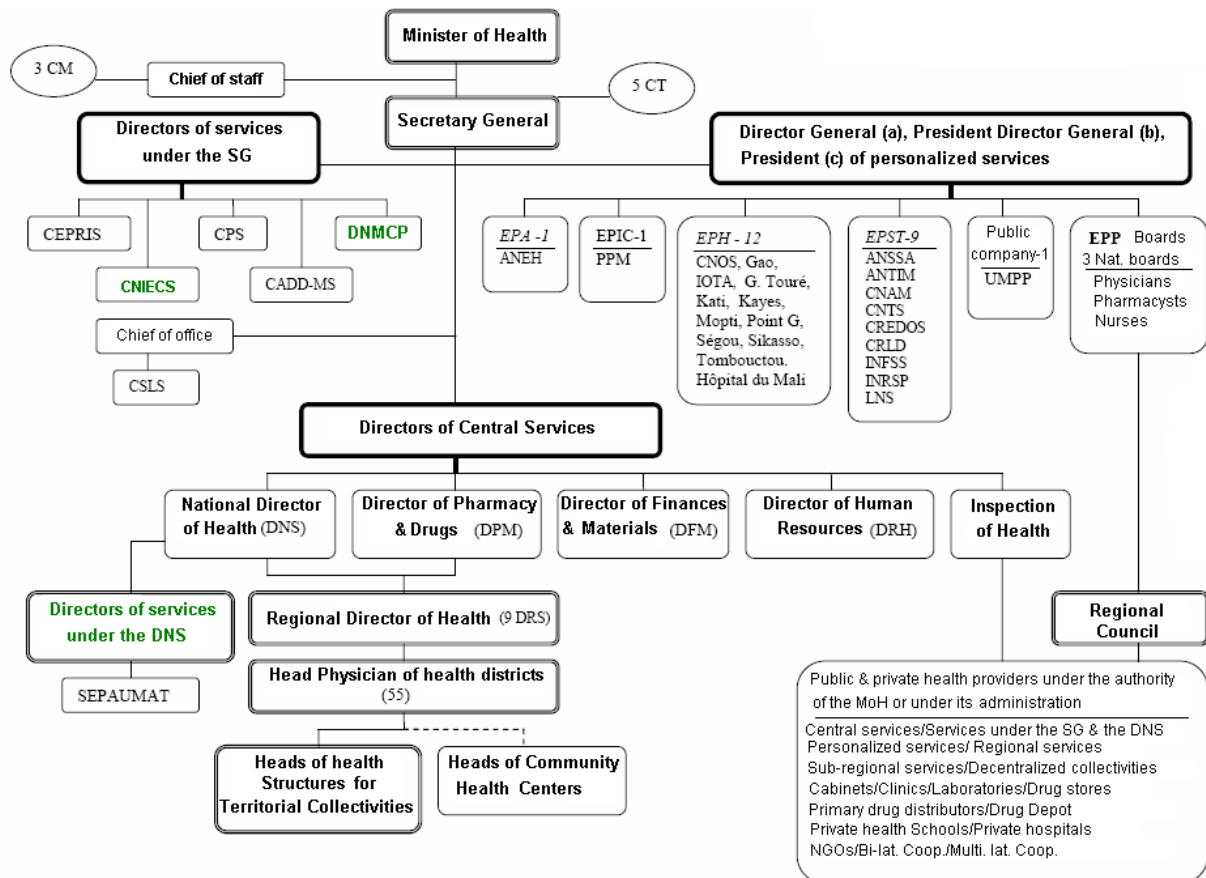 Minister of Health
3 CM
Chief of staff
5 CT
Secretary General
Directors of services
under the SG
Director General (a), President Director General (b),
President (c) of personalized services
CEPRIS
CPS
DNMCP
CNIECS
CADD-MS
Chief of office
CSLS
EPA -1
ANEH
EPIC-1
PPM
EPH - 12
CNOS, Gao,
IOTA, G. Touré,
Kati, Kayes,
Mopti, Point G,
Ségou, Sikasso,
Tombouctou.
Hôpital du Mali
EPST-9
ANSSA
ANTIM
CNAM
CNTS
CREDOS
CRLD
INFSS
INRSP
LNS
Public
company-1
UMPP
EPP Boards
3 Nat. boards
Physicians
Pharmacysts
Nurses
Directors of Central Services
National Director
of Health (DNS)
Director of Pharmacy
& Drugs (DPM)
Director of Finances
& Materials (DFM)
Director of Human
Resources (DRH)
Inspection
of Health
Directors of services
under the DNS
SEPAUMAT
Regional Director of Health (9 DRS)
Head Physician of health districts
(55)
Heads of health
Structures for
Territorial Collectivities
Heads of Community
Health Centers
Regional
Council
Public & private health providers under the authority
of the MoH or under its administration
Central services/Services under the SG & the DNS
Personalized services/ Regional services
Sub-regional services/Decentralized collectivities
Cabinets/Clinics/Laboratories/Drug stores
Primary drug distributors/Drug Depot
Private health Schools/Private hospitals
NGOs/Bi-lat. Coop./Multi. lat. Coop.